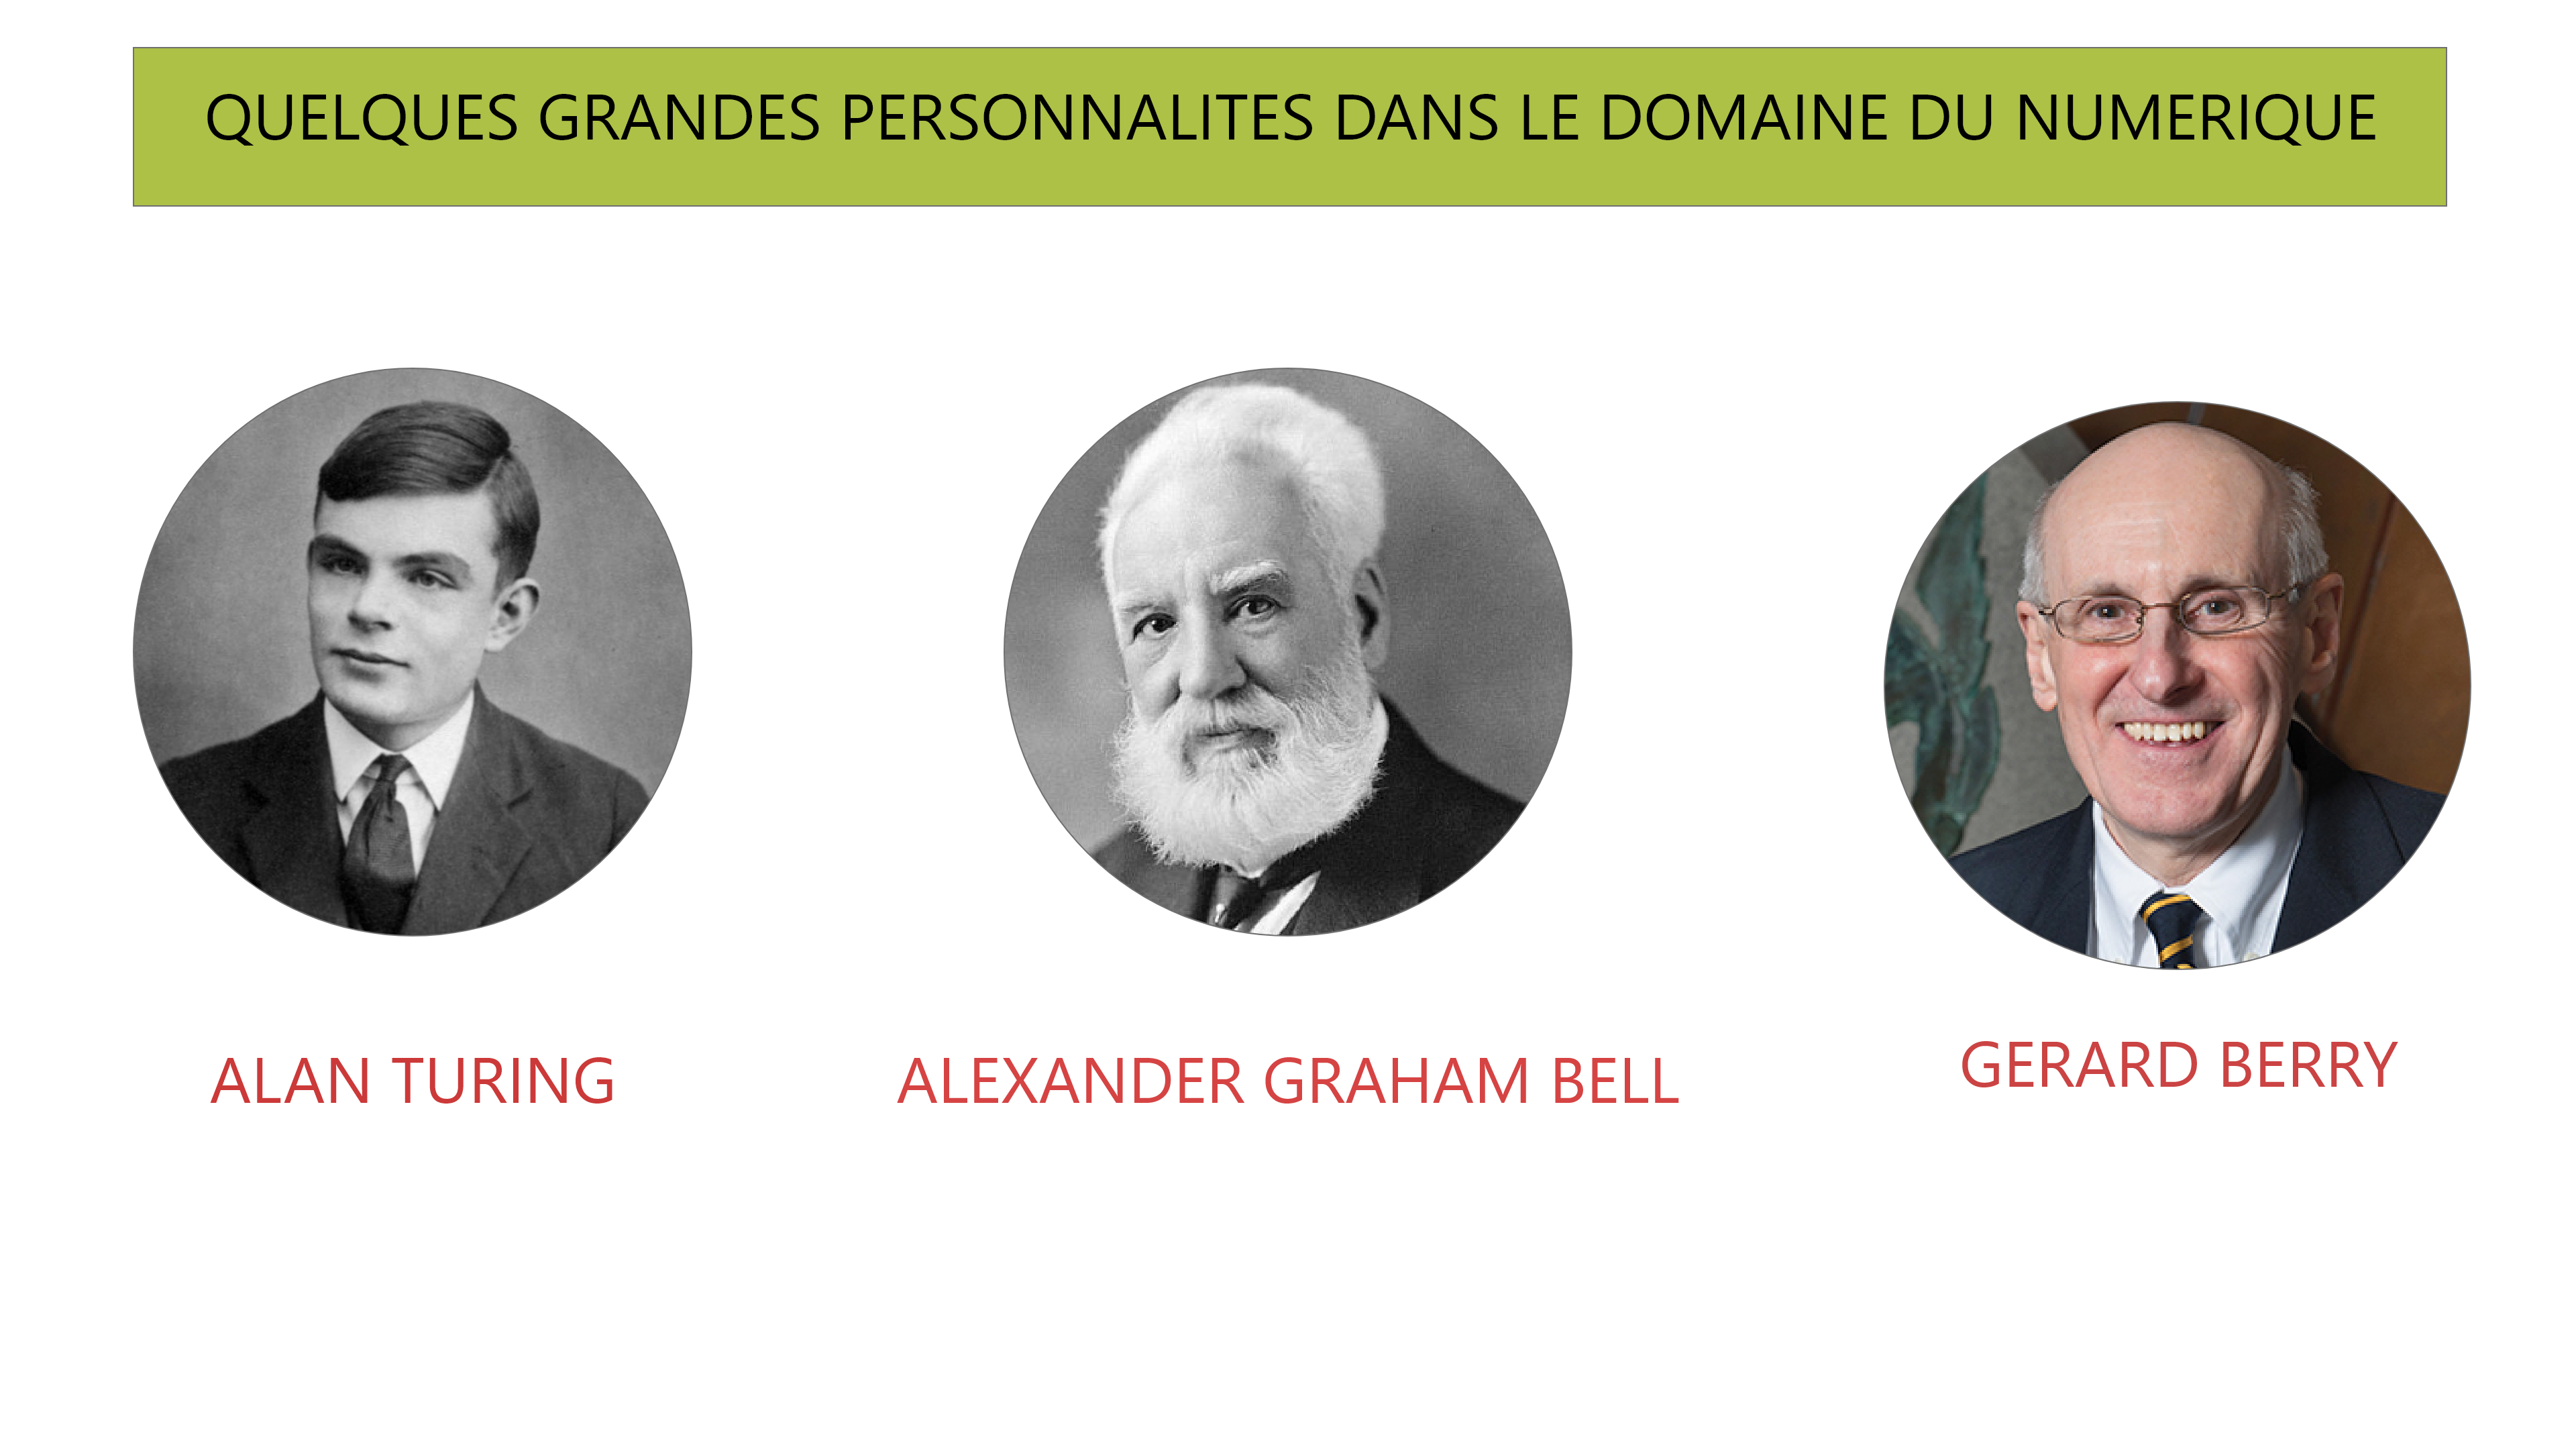 QUELQUES GRANDES PERSONNALITES DANS LE DOMAINE DU NUMERIQUE
ALAN TURING
ALEXANDER GRAHAM BELL
GERARD BERRY